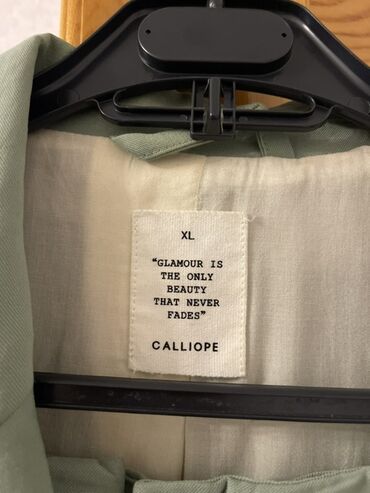 XL
“GLAMOUR IS
THE ONLY
BEAUTY
THAT NEVER
FADES”
CALLIOPE